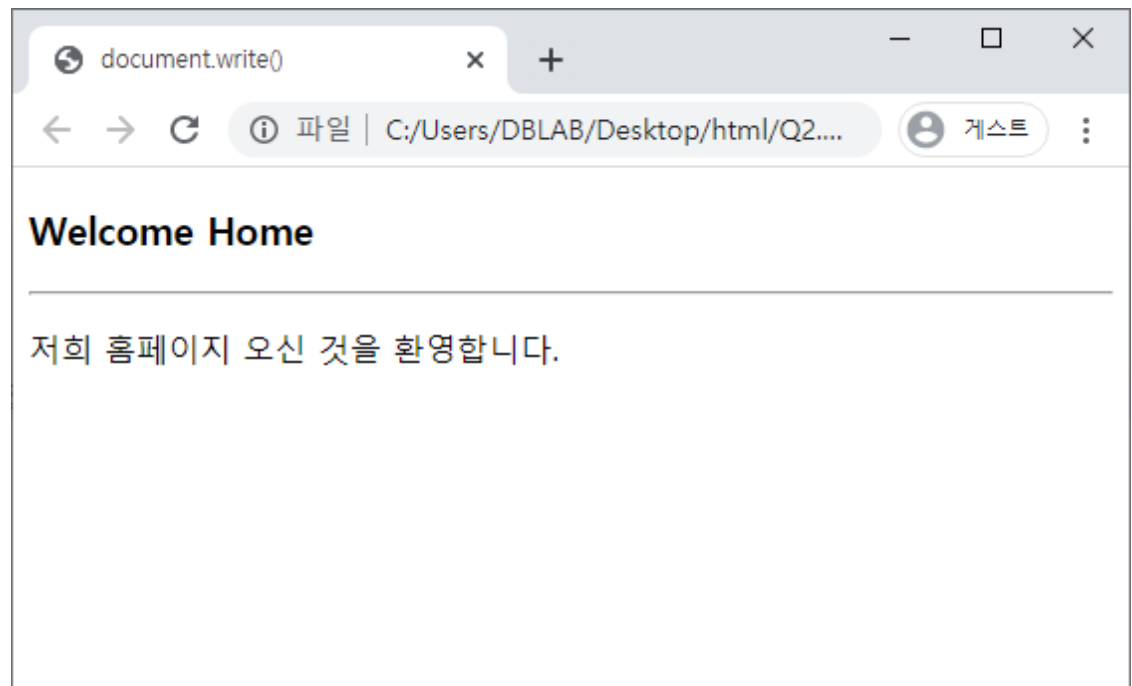 document.write()
파일 | C:/Users/DBLAB/Desktop/html/Q2.... 게스트
Welcome Home
저희 홈페이지 오신 것을 환영합니다.